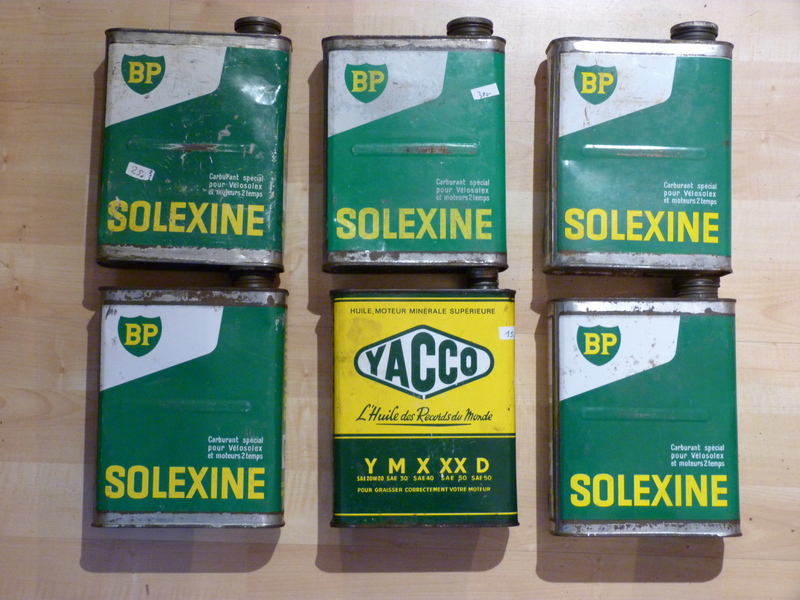 BP
Carburant spécial
pour Vélosolex
et moteurs 2 temps
SOLEXINE
BP
Carburant spécial
pour Vélosolex
et moteurs 2 temps
SOLEXINE
BP
Carburant spécial
pour Vélosolex
et moteurs 2 temps
SOLEXINE
BP
Carburant spécial
pour Vélosolex
et moteurs 2 temps
SOLEXINE
HUILE MOTEUR MINÉRALE SUPÉRIEURE
YACCO
L'Huile des Records du Monde
Y M X XX D
SAE 20W20 SAE 30 SAE 40 SAE 50 SAE 50
POUR GRAISSER CORRECTEMENT VOTRE MOTEUR
BP
Carburant spécial
pour Vélosolex
et moteurs 2 temps
SOLEXINE